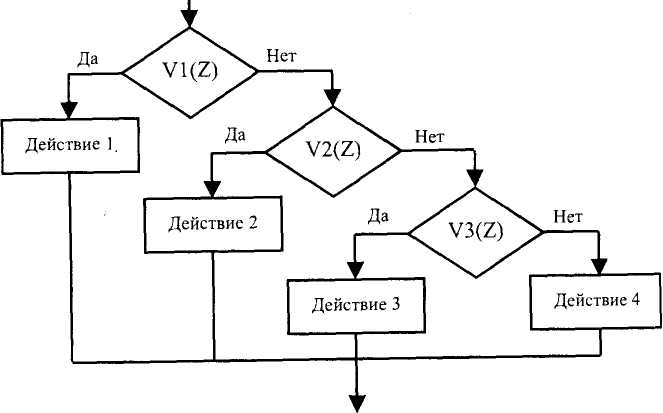 Да
V1(Z)
Нет
Действие 1.
Да
V2(Z)
Нет
Действие 2
Да
V3(Z)
Нет
Действие 3
Действие 4